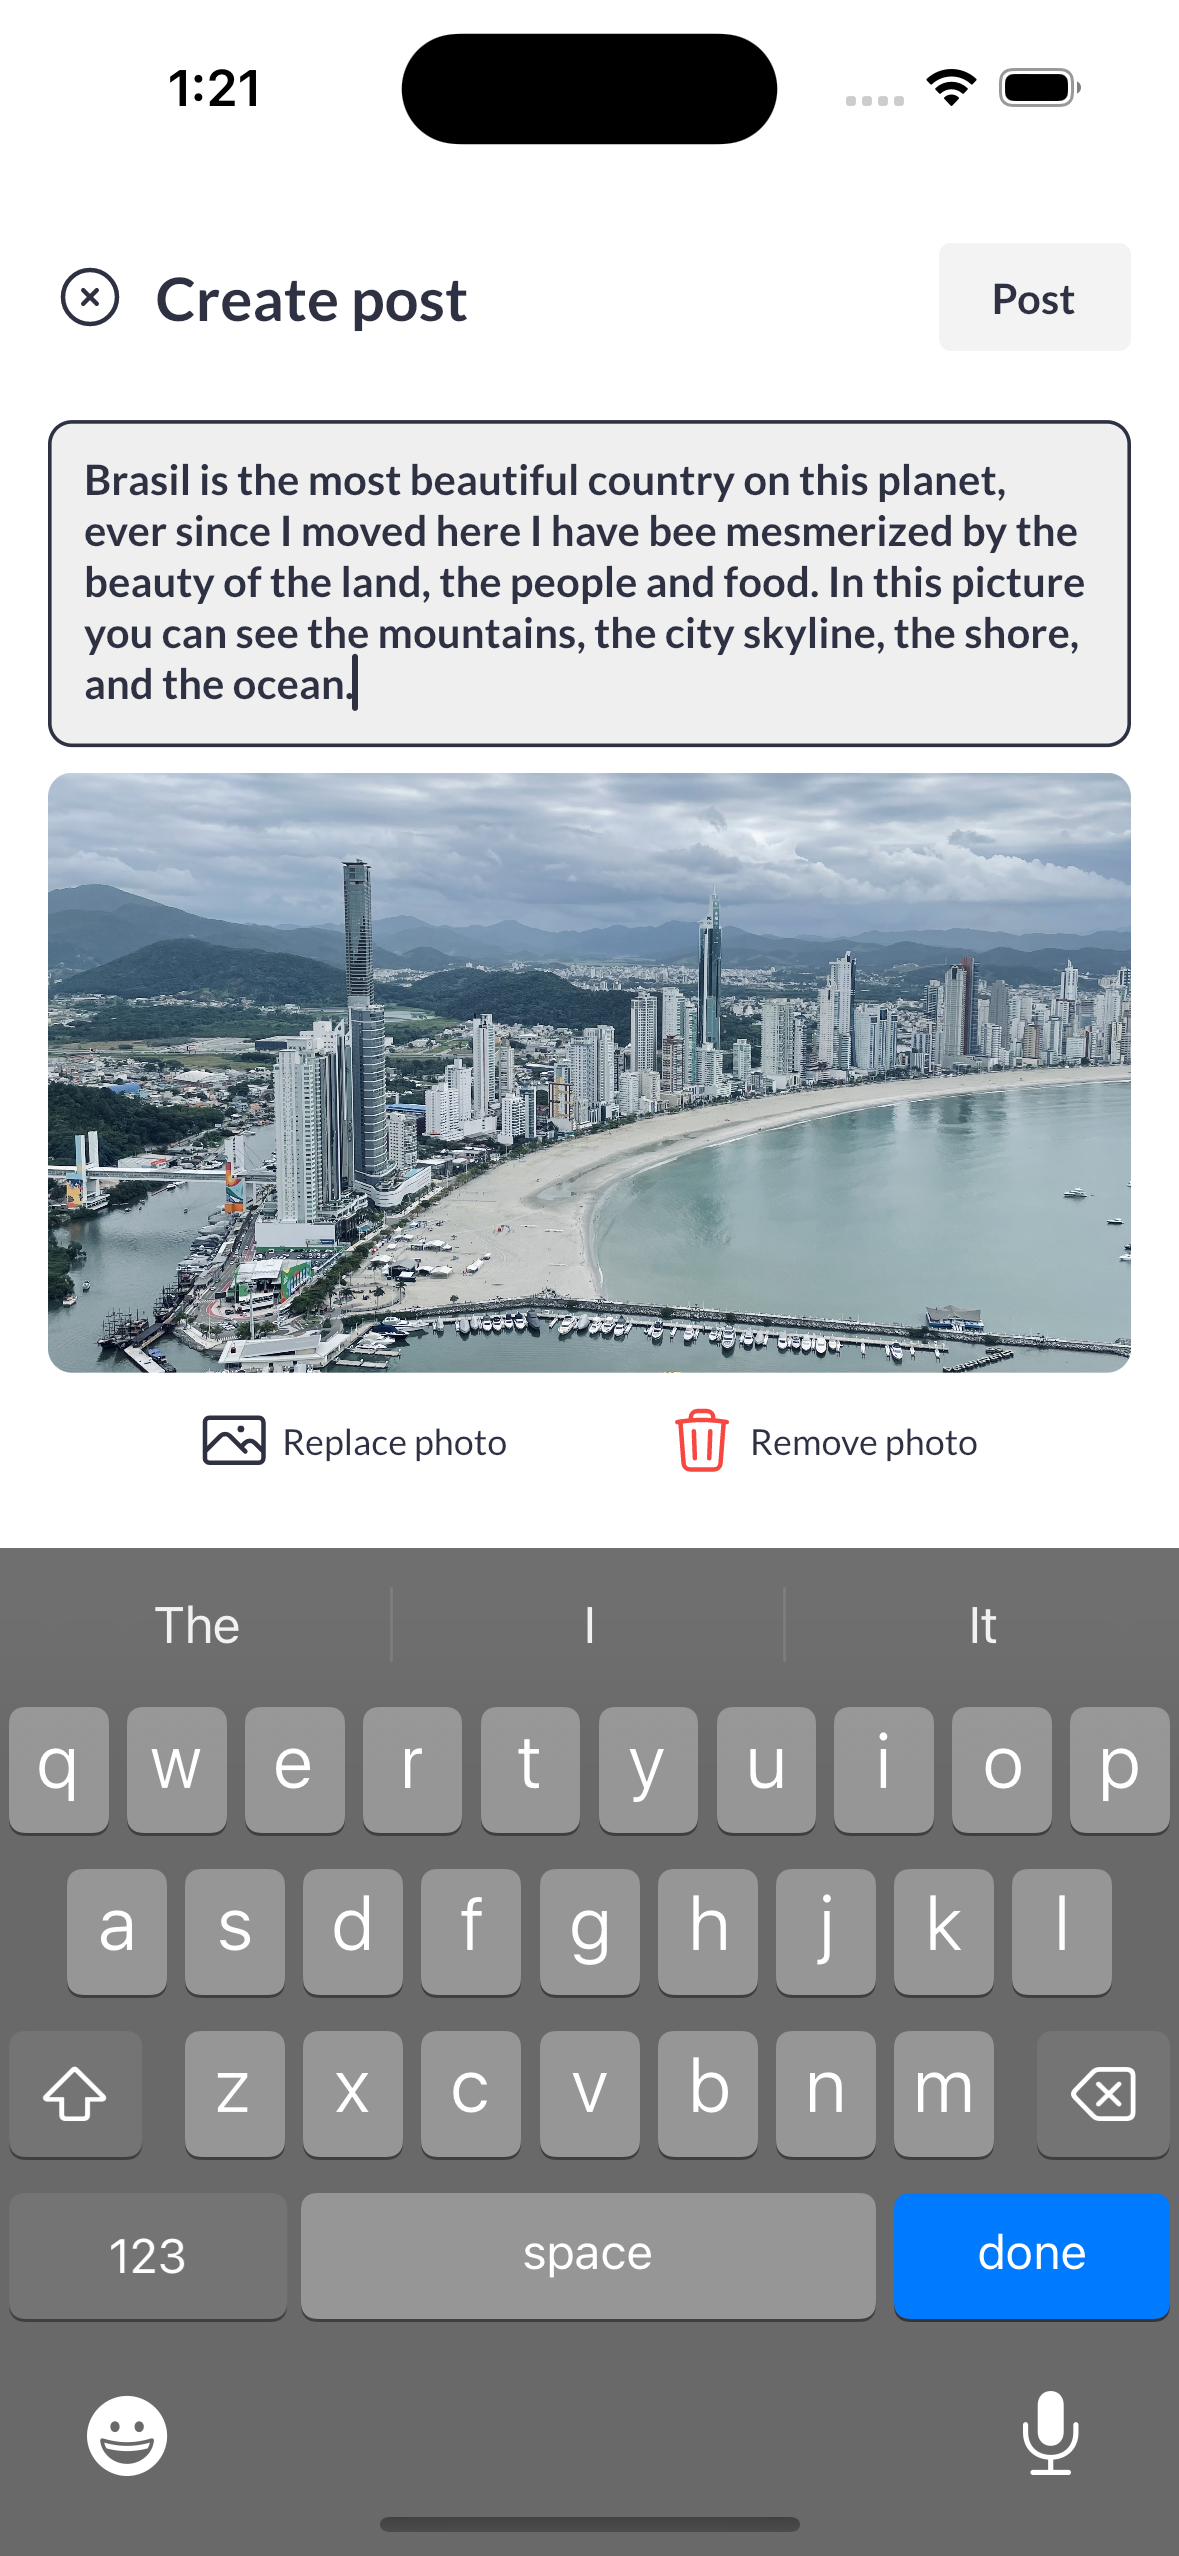 1:21
Create post
Post
Brasil is the most beautiful country on this planet,
ever since I moved here I have bee mesmerized by the
beauty of the land, the people and food. In this picture
you can see the mountains, the city skyline, the shore,
and the ocean.
Replace photo
Remove photo
The
I
It
q w e r t y u i o p
a s d f g h j k l
z x c v b n m
123
space
done